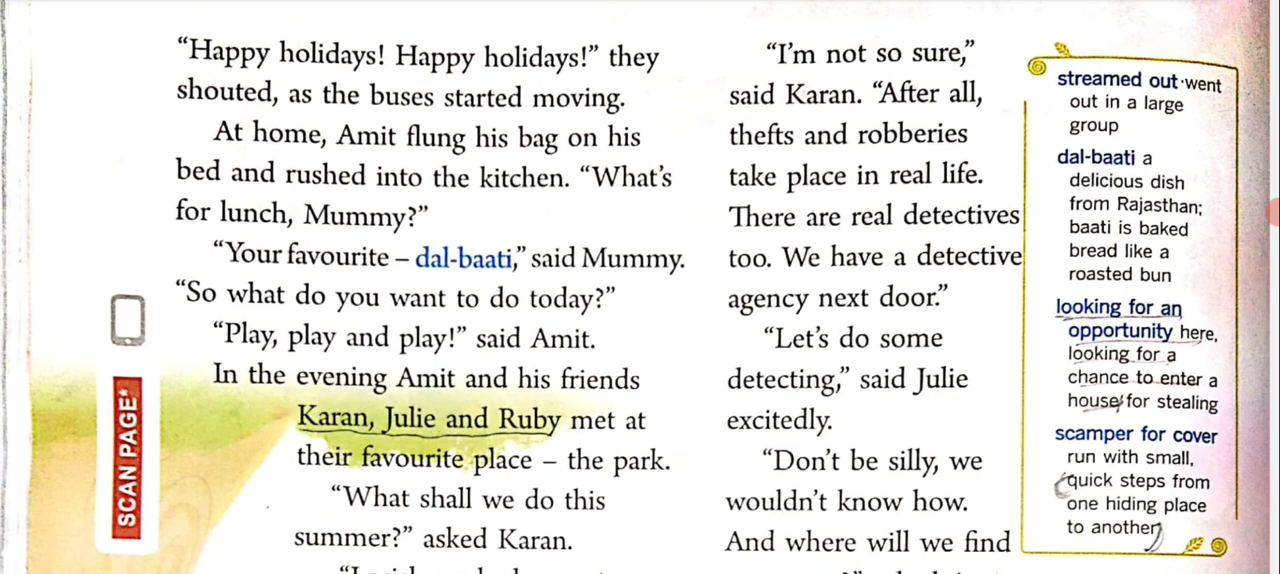 “Happy holidays! Happy holidays!” they
shouted, as the buses started moving.
At home, Amit flung his bag on his
bed and rushed into the kitchen. “What’s
for lunch, Mummy?”
“Your favourite – dal-baati,” said Mummy.
“So what do you want to do today?”
“Play, play and play!” said Amit.
In the evening Amit and his friends
Karan, Julie and Ruby met at
their favourite place – the park.
“What shall we do this
summer?” asked Karan.
SCAN PAGE*
“I’m not so sure,”
said Karan. “After all,
thefts and robberies
take place in real life.
There are real detectives
too. We have a detective
agency next door.”
“Let’s do some
detecting,” said Julie
excitedly.
“Don’t be silly, we
wouldn’t know how.
And where will we find
streamed out went
out in a large
group
dal-baati a
delicious dish
from Rajasthan;
baati is baked
bread like a
roasted bun
looking for an
opportunity here,
looking for a
chance to enter a
house for stealing
scamper for cover
run with small,
quick steps from
one hiding place
to another